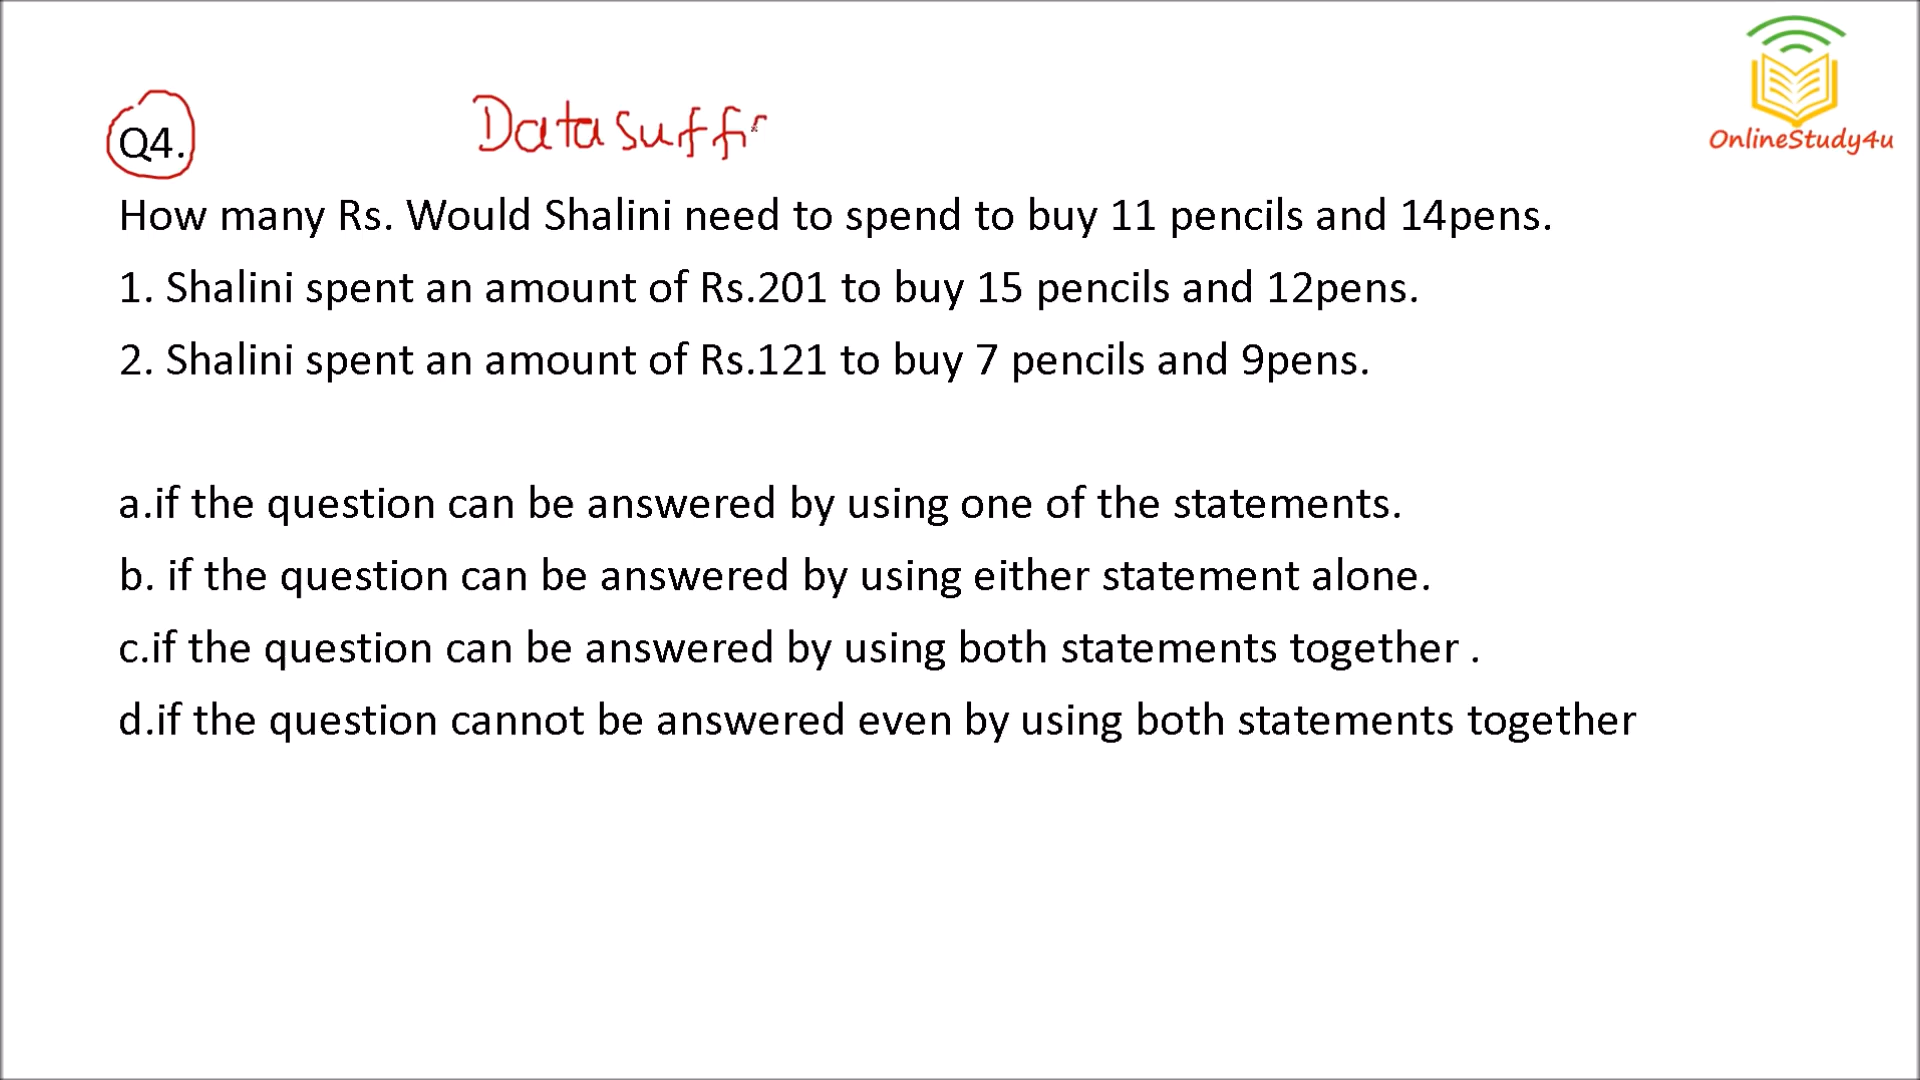 OnlineStudy4u
Q4. Data suffi
How many Rs. Would Shalini need to spend to buy 11 pencils and 14pens.
1. Shalini spent an amount of Rs.201 to buy 15 pencils and 12pens.
2. Shalini spent an amount of Rs.121 to buy 7 pencils and 9pens.
a.if the question can be answered by using one of the statements.
b. if the question can be answered by using either statement alone.
c.if the question can be answered by using both statements together .
d.if the question cannot be answered even by using both statements together